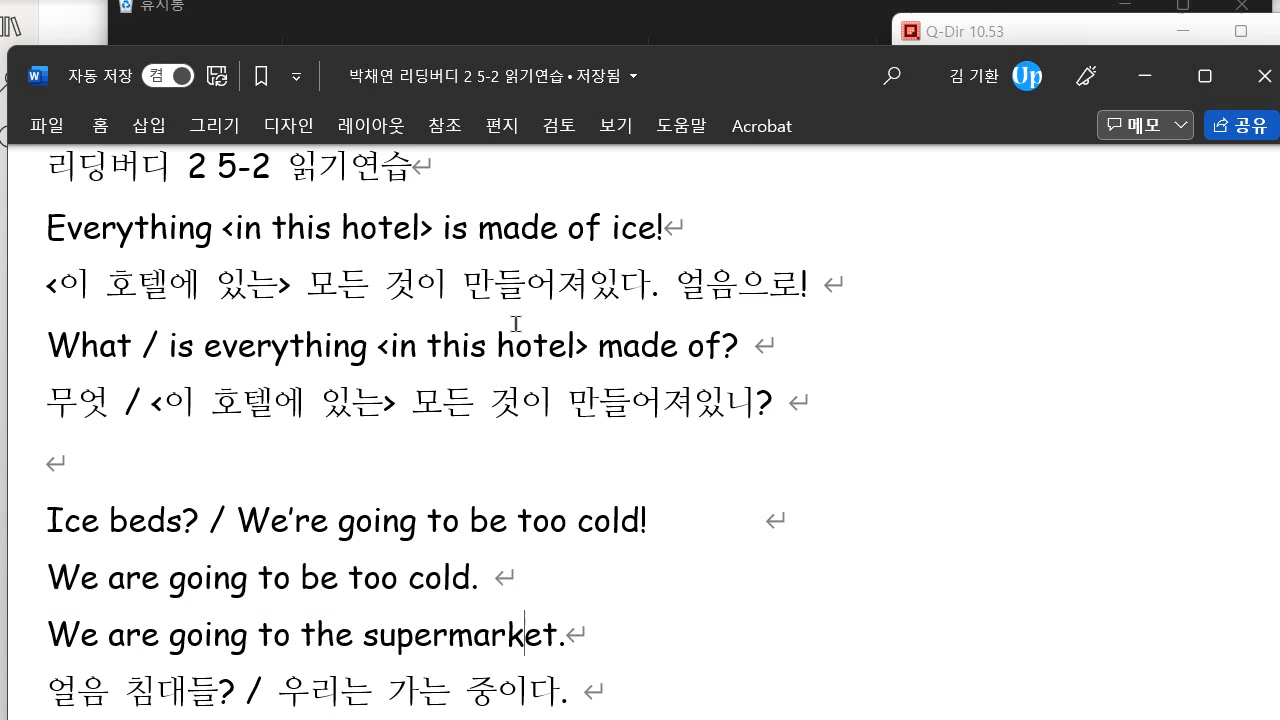 휴지통
Q-Dir 10.53
자동 저장 켬 박채연 리딩버디 2 5-2 읽기연습 • 저장됨 김 기환 Up
파일 홈 삽입 그리기 디자인 레이아웃 참조 편지 검토 보기 도움말 Acrobat 메모 공유
리딩버디 2 5-2 읽기연습
Everything <in this hotel> is made of ice!
<이 호텔에 있는> 모든 것이 만들어져있다. 얼음으로!
What / is everything <in this hotel> made of?
무엇 / <이 호텔에 있는> 모든 것이 만들어져있니?
Ice beds? / We're going to be too cold!
We are going to be too cold.
We are going to the supermarket.
얼음 침대들? / 우리는 가는 중이다.